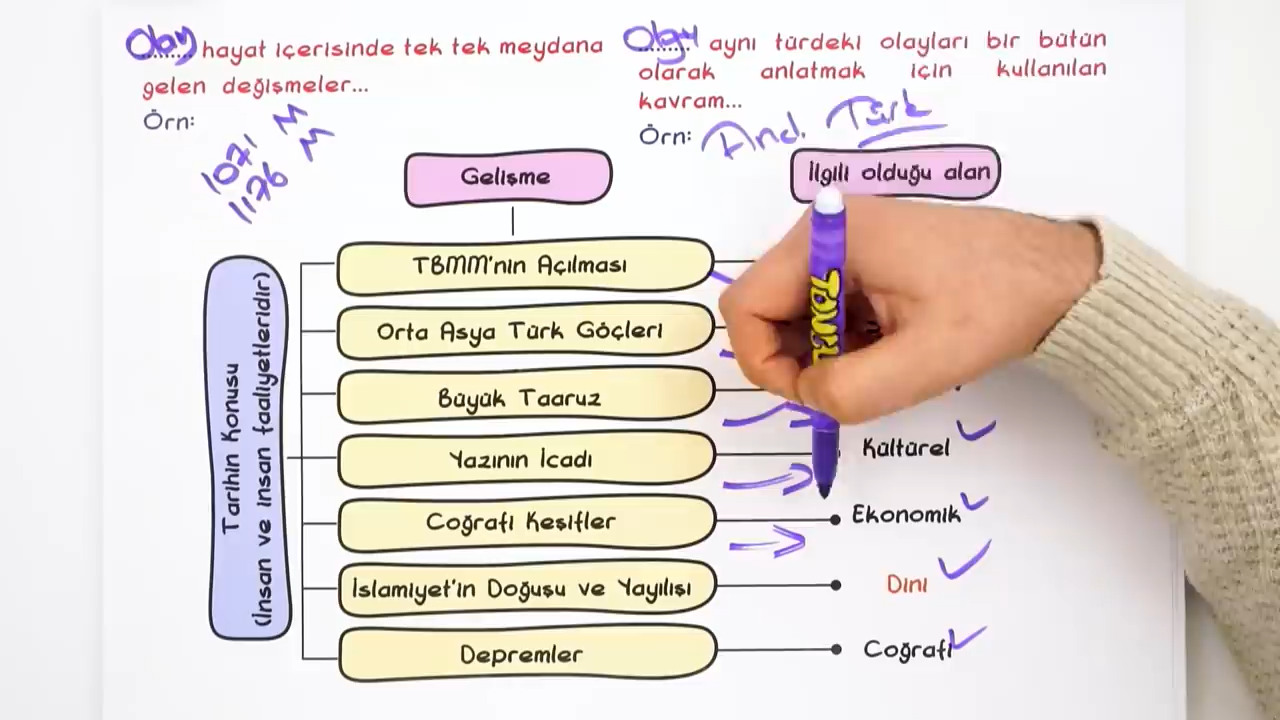 Olay hayat içerisinde tek tek meydana
gelen değişmeler...
Örn:
1071 M
1176 M
Olgu aynı türdeki olayları bir bütün
olarak anlatmak için kullanılan
kavram...
Örn: And. Türk
Gelişme
İlgili olduğu alan
Tarihin Konusu
(İnsan ve insan faaliyetleridir)
TBMM'nin Açılması
Orta Asya Türk Göçleri
Büyük Taaruz
Yazının İcadı
Kültürel
Coğrafi Keşifler
Ekonomik
İslamiyet'in Doğuşu ve Yayılışı
Dini
Depremler
Coğrafi